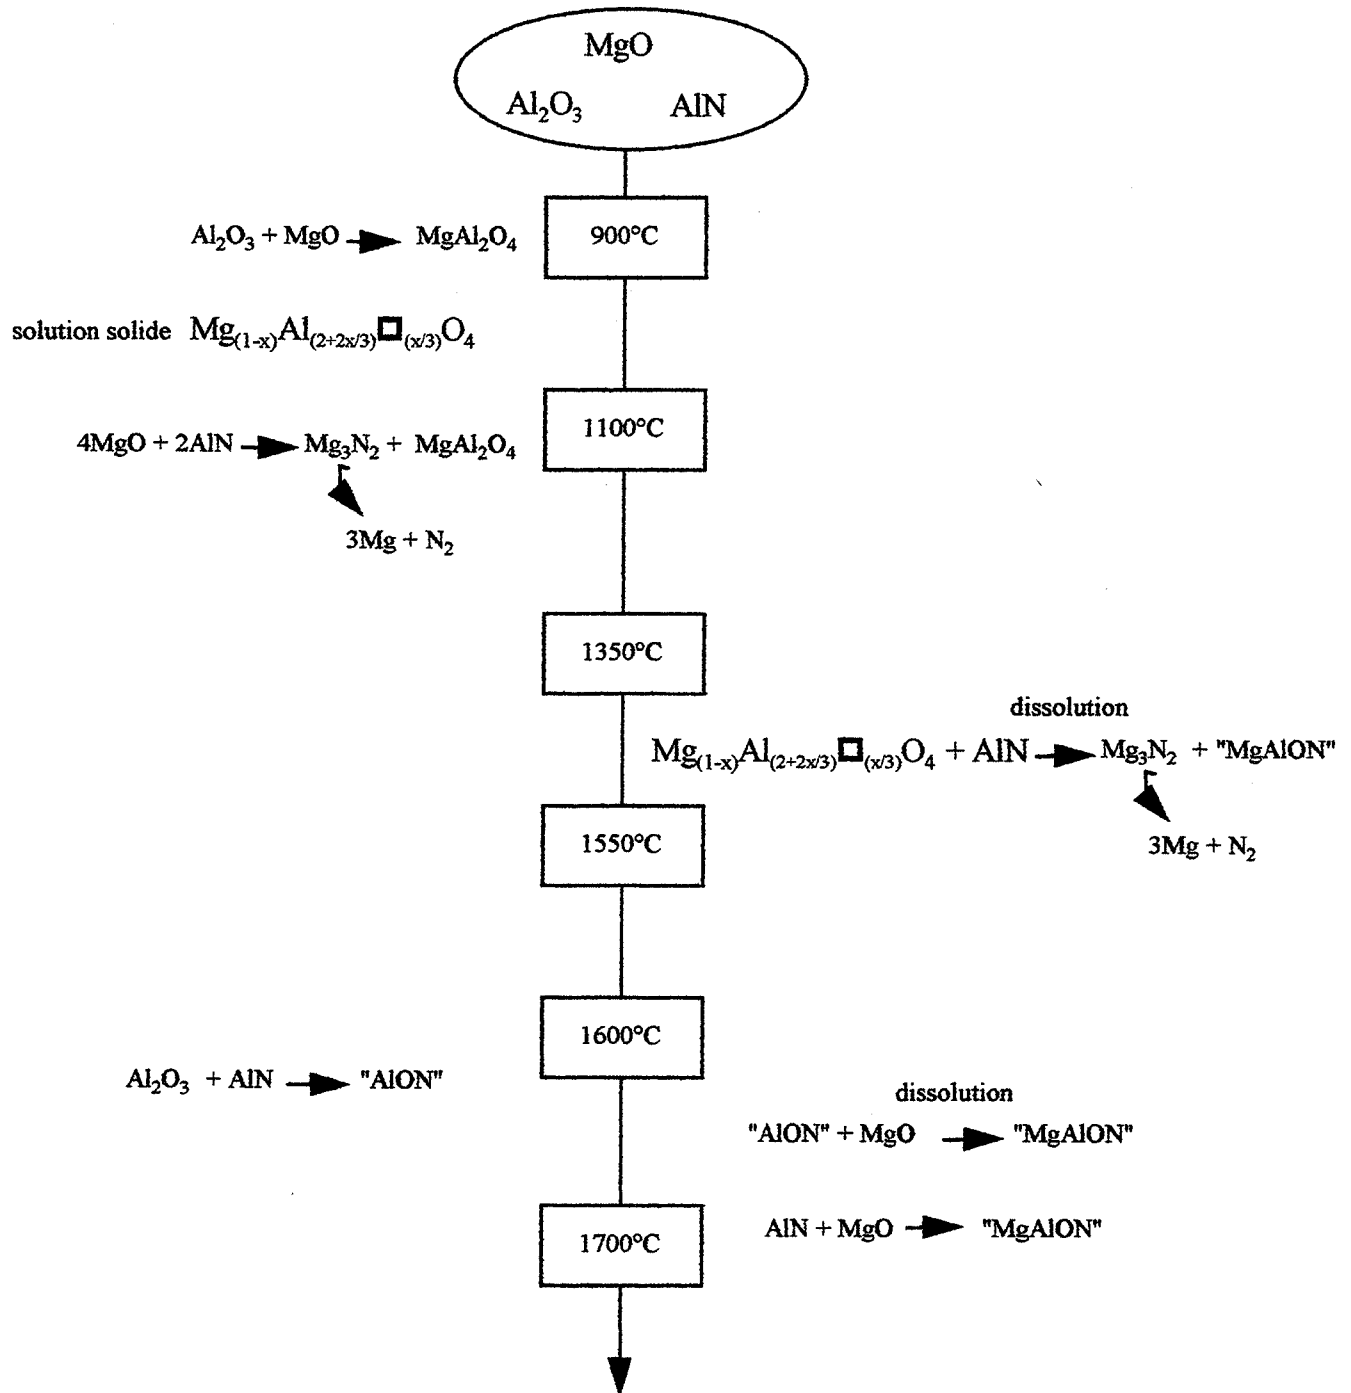 MgO
Al₂O₃ AlN
Al₂O₃ + MgO → MgAl₂O₄
900°C
solution solide Mg₍₁₋ₓ₎Al₍₂₊₂ₓ/₃₎□₍ₓ/₃₎O₄
1100°C
4MgO + 2AlN → Mg₃N₂ + MgAl₂O₄
3Mg + N₂
1350°C
dissolution
Mg₍₁₋ₓ₎Al₍₂₊₂ₓ/₃₎□₍ₓ/₃₎O₄ + AlN → Mg₃N₂ + "MgAlON"
1550°C
3Mg + N₂
1600°C
Al₂O₃ + AlN → "AlON"
dissolution
"AlON" + MgO → "MgAlON"
AlN + MgO → "MgAlON"
1700°C